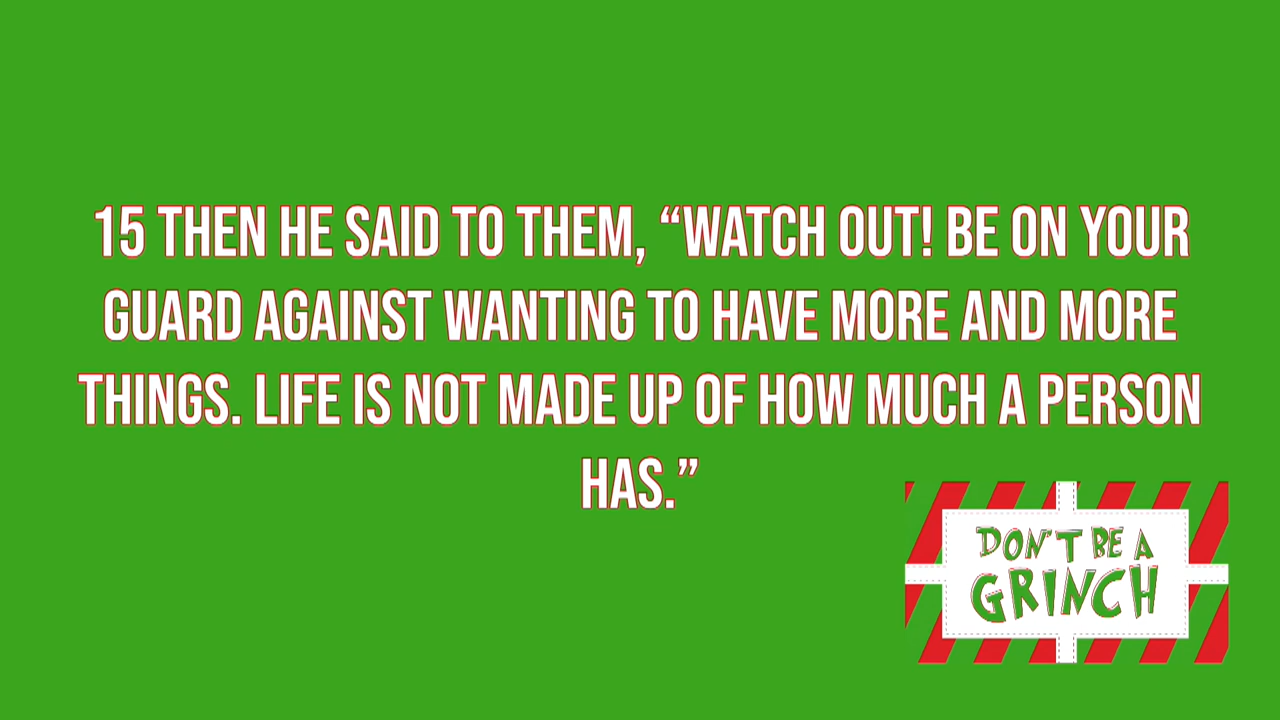 15 THEN HE SAID TO THEM, “WATCH OUT! BE ON YOUR
GUARD AGAINST WANTING TO HAVE MORE AND MORE
THINGS. LIFE IS NOT MADE UP OF HOW MUCH A PERSON
HAS.”
DON'T BE A
GRINCH